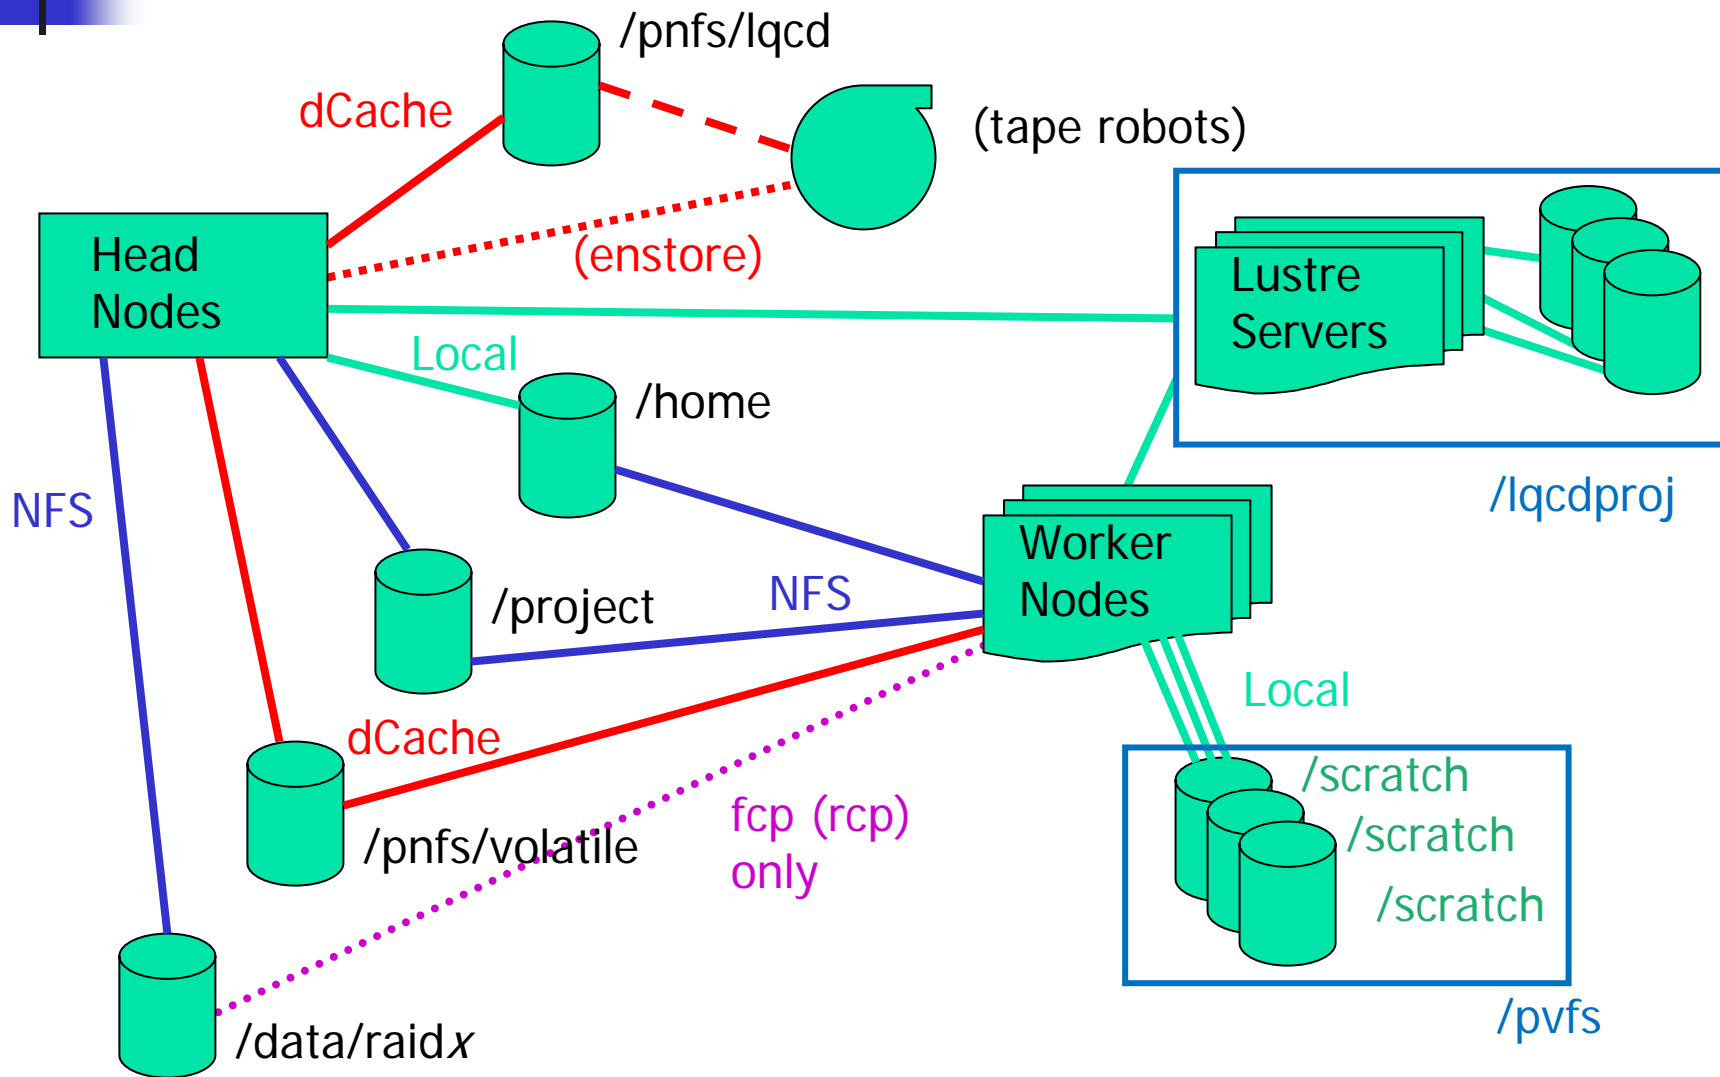 /pnfs/lqcd
dCache
(tape robots)
Head
Nodes
(enstore)
Lustre
Servers
Local
/home
/lqcdproj
NFS
Worker
Nodes
/project
NFS
Local
dCache
/scratch
fcp (rcp)
only
/scratch
/pnfs/volatile
/scratch
/pvfs
/data/raidx